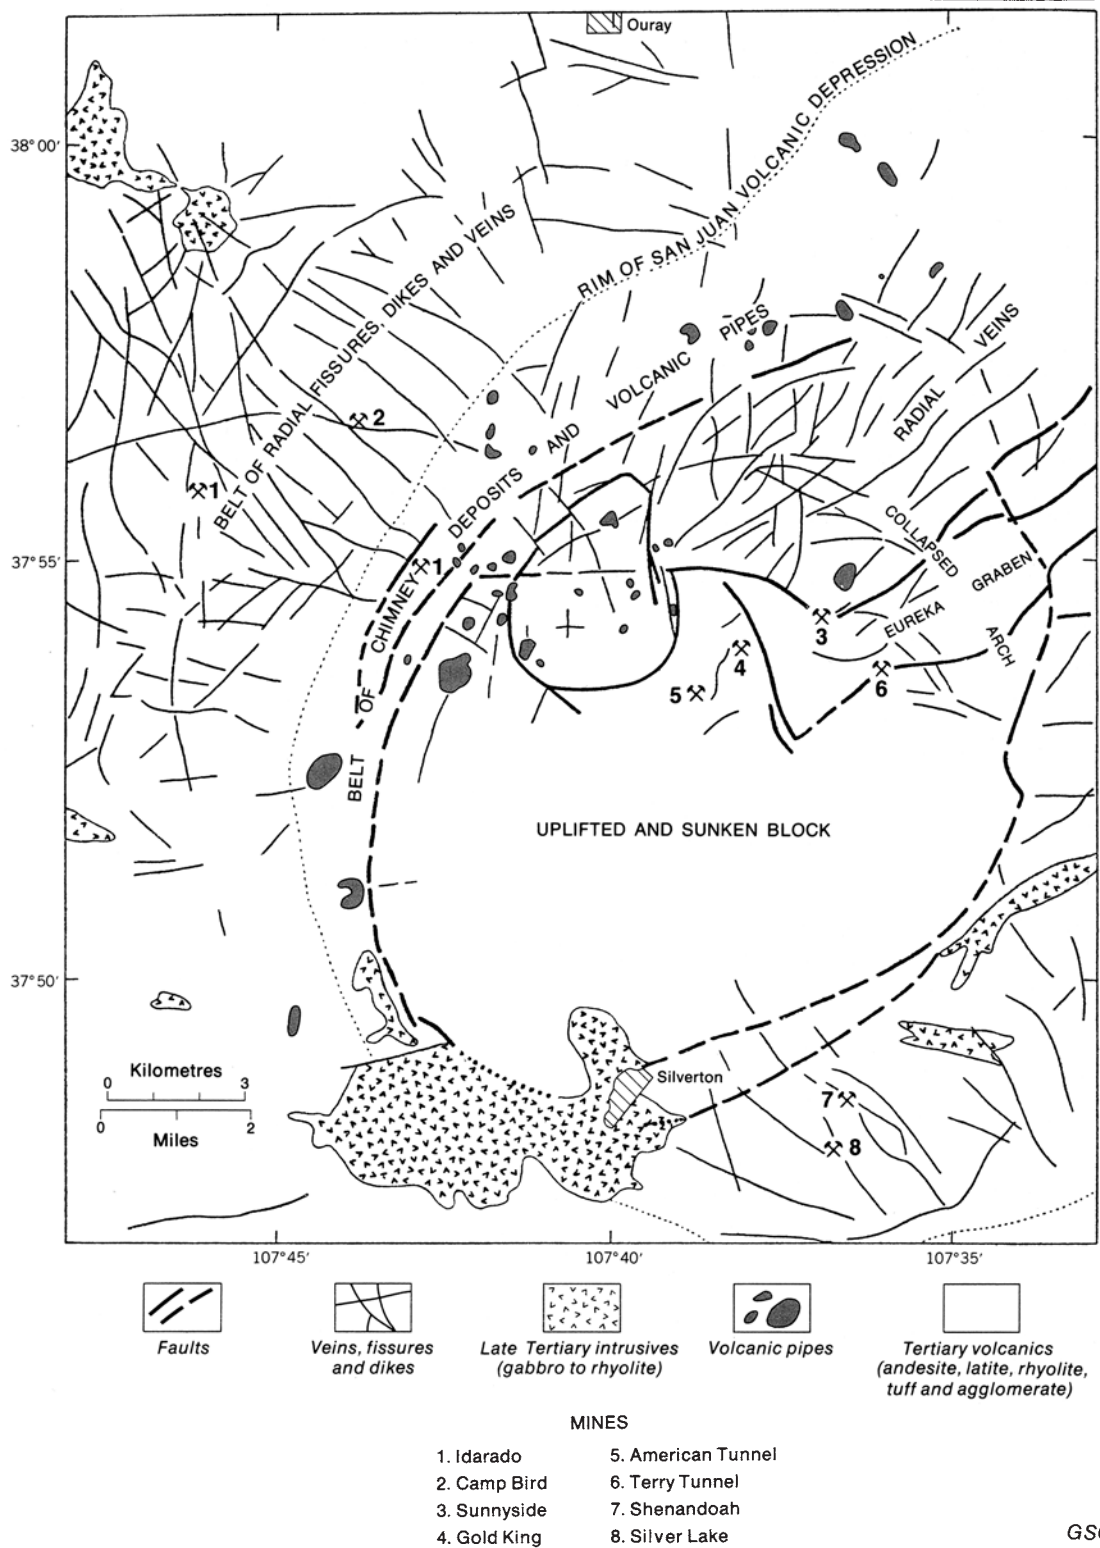 Ouray
38° 00'
RIM OF SAN JUAN VOLCANIC DEPRESSION
BELT OF RADIAL FISSURES, DIKES AND VEINS
BELT OF CHIMNEY DEPOSITS AND VOLCANIC PIPES
RADIAL VEINS
2
1
37° 55'
1
COLLAPSED ARCH
EUREKA GRABEN
3
4
5
6
UPLIFTED AND SUNKEN BLOCK
37° 50'
Kilometres
0 3
0 2
Miles
Silverton
7
8
107° 45' 107° 40' 107° 35'
Faults
Veins, fissures
and dikes
Late Tertiary intrusives
(gabbro to rhyolite)
Volcanic pipes
Tertiary volcanics
(andesite, latite, rhyolite,
tuff and agglomerate)
MINES
1. Idarado
2. Camp Bird
3. Sunnyside
4. Gold King
5. American Tunnel
6. Terry Tunnel
7. Shenandoah
8. Silver Lake